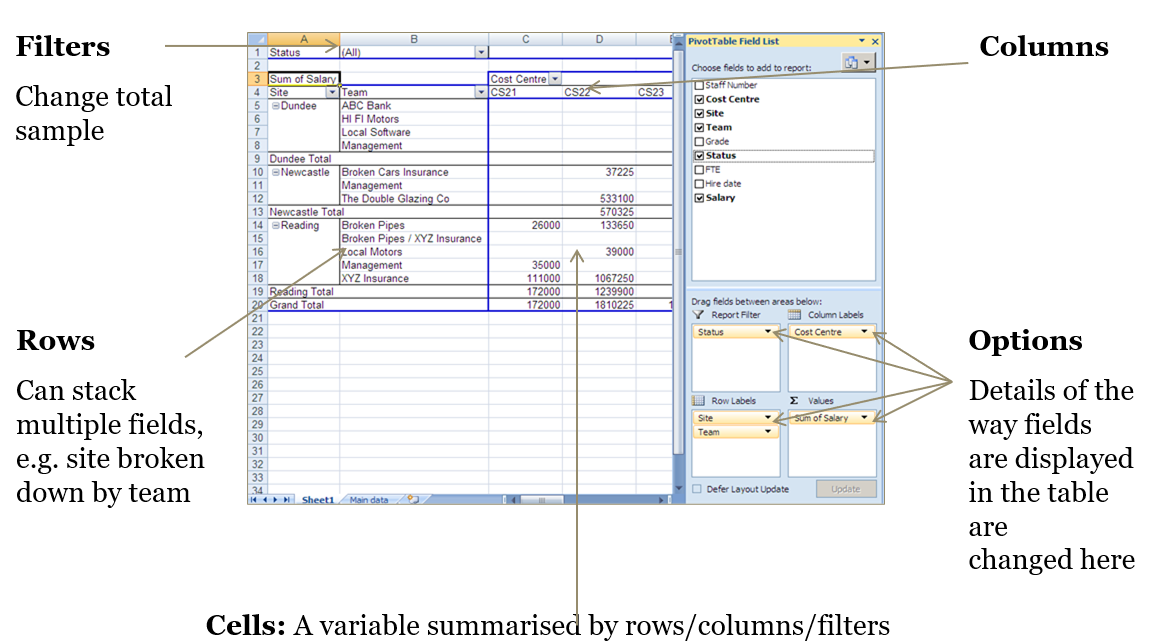 Filters
Change total
sample
Columns
Rows
Can stack
multiple fields,
e.g. site broken
down by team
Options
Details of the
way fields
are displayed
in the table
are
changed here
Cells: A variable summarised by rows/columns/filters
A B C D
1 Status (All)
2
3 Sum of Salary Cost Centre
4 Site Team CS21 CS22 CS23
5 Dundee ABC Bank
6 HI FI Motors
7 Local Software
8 Management
9 Dundee Total
10 Newcastle Broken Cars Insurance 37225
11 Management
12 The Double Glazing Co 533100
13 Newcastle Total 570325
14 Reading Broken Pipes 26000 133650
15 Broken Pipes / XYZ Insurance
16 Local Motors 39000
17 Management 35000
18 XYZ Insurance 111000 1067250
19 Reading Total 172000 1239900
20 Grand Total 172000 1810225 1
21
22
23
24
25
26
27
28
29
30
31
32
33
34
Sheet1 Main data
PivotTable Field List
Choose fields to add to report:
Staff Number
Cost Centre
Site
Team
Grade
Status
FTE
Hire date
Salary
Drag fields between areas below:
Report Filter Column Labels
Status Cost Centre
Row Labels Σ Values
Site Sum of Salary
Team
Defer Layout Update Update